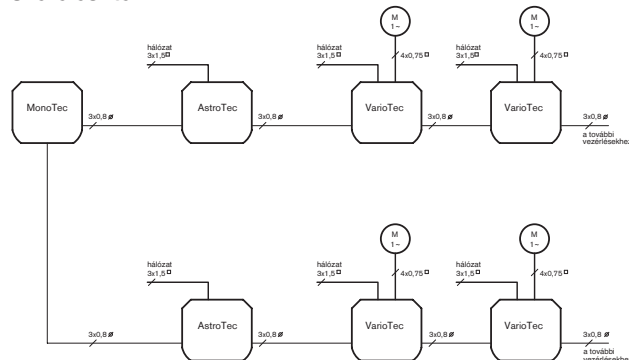 M
1~
M
1~
hálózat
3x1,5
4x0,75
hálózat
3x1,5
hálózat
3x1,5
4x0,75
MonoTec
AstroTec
VarioTec
VarioTec
3x0,8 ø
3x0,8 ø
3x0,8 ø
3x0,8 ø
a további
vezérlésekhez
M
1~
M
1~
hálózat
3x1,5
hálózat
3x1,5
4x0,75
hálózat
3x1,5
4x0,75
AstroTec
VarioTec
VarioTec
3x0,8 ø
3x0,8 ø
3x0,8 ø
3x0,8 ø
a további
vezérlésekhez